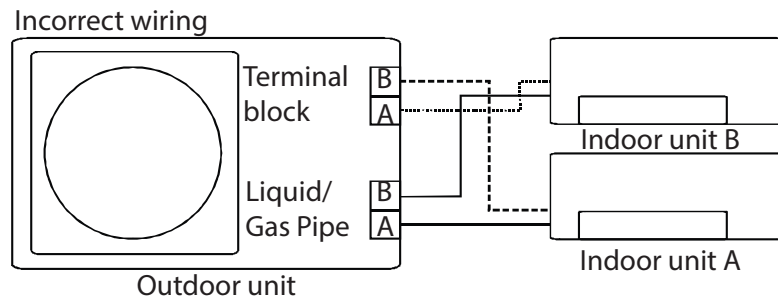 Incorrect wiring
Terminal
block
B
A
Liquid/
Gas Pipe
B
A
Outdoor unit
Indoor unit B
Indoor unit A